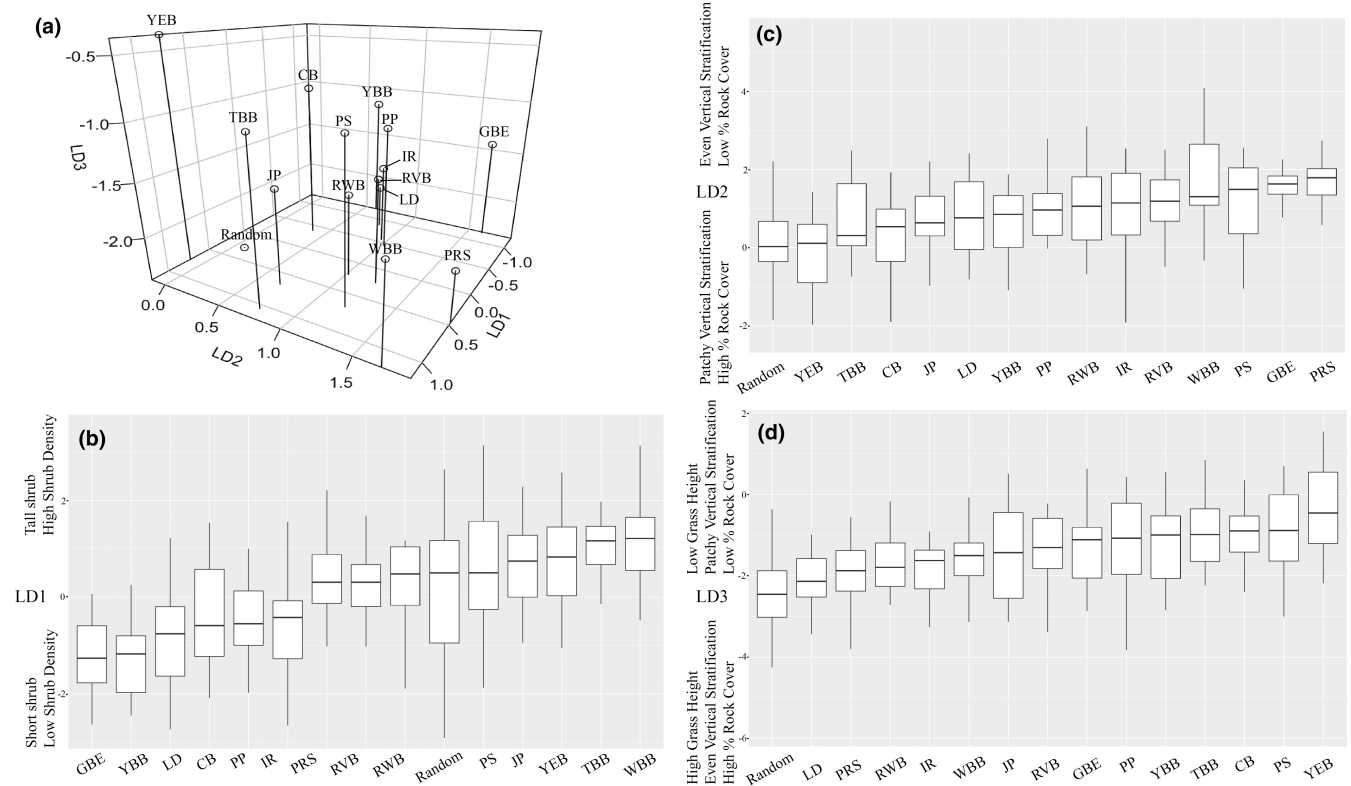 (a)
YEB
CB
YBB
TBB
PS
PP
GBE
IR
JP
RWB
RVB
LD
Random
WBB
PRS
-0.5
-1.0
-1.5
-2.0
LD3
0.0
0.5
1.0
1.5
LD2
-1.0
-0.5
0.0
0.5
1.0
LD1
(b)
Tall shrub
High Shrub Density
LD1
Short shrub
Low Shrub Density
2
0
-2
GBE YBB LD CB PP IR PRS RVB RWB Random PS JP YEB TBB WBB
(c)
Even Vertical Stratification
Low % Rock Cover
LD2
Patchy Vertical Stratification
High % Rock Cover
4
2
0
-2
Random YEB TBB CB JP LD YBB PP RWB IR RVB WBB PS GBE PRS
(d)
Low Grass Height
Patchy Vertical Stratification
Low % Rock Cover
LD3
High Grass Height
Even Vertical Stratification
High % Rock Cover
2
0
-2
-4
-6
Random LD PRS RWB IR WBB JP RVB GBE PP YBB TBB CB PS YEB